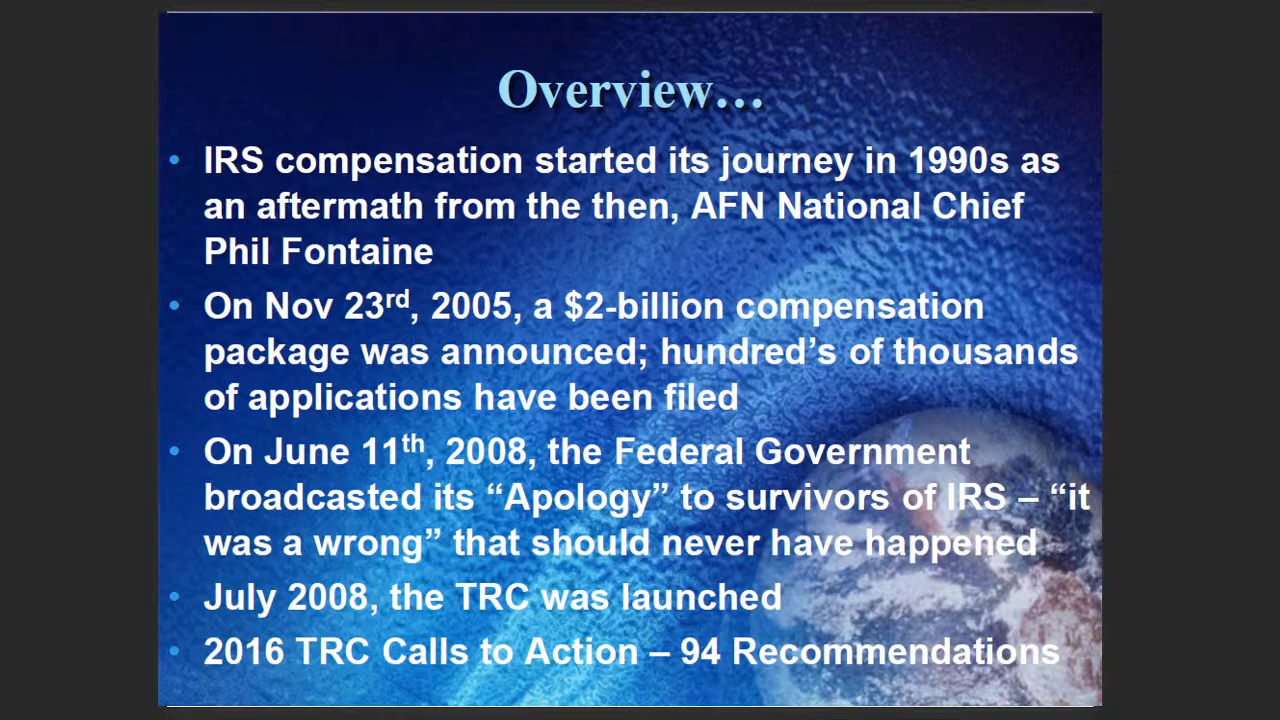 Overview…
• IRS compensation started its journey in 1990s as
an aftermath from the then, AFN National Chief
Phil Fontaine
• On Nov 23rd, 2005, a $2-billion compensation
package was announced; hundred’s of thousands
of applications have been filed
• On June 11th, 2008, the Federal Government
broadcasted its “Apology” to survivors of IRS – “it
was a wrong” that should never have happened
• July 2008, the TRC was launched
• 2016 TRC Calls to Action – 94 Recommendations